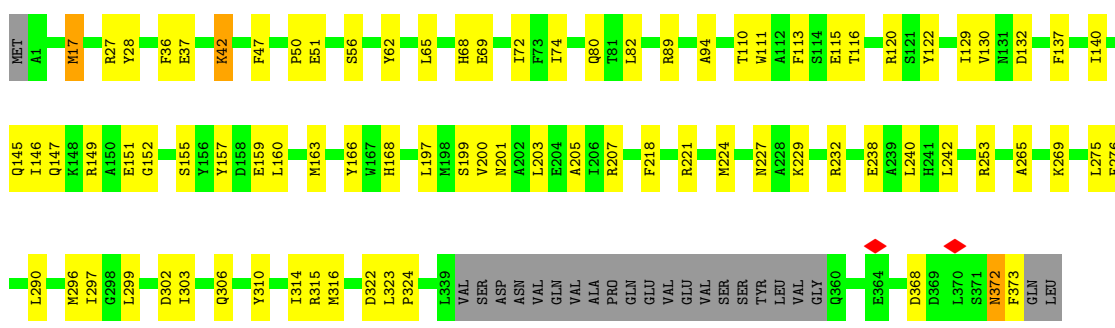 MET A1 M17 R27 Y28 F36 E37 K42 F47 P50 E51 S56 Y62 L65 H68 E69 I72 F73 I74 Q80 T81 L82 R89 A94 T110 W111 A112 F113 S114 E115 T116 R120 S121 Y122 I129 V130 N131 D132 F137 I140
Q145 I146 Q147 K148 R149 A150 E151 G152 S155 Y156 Y157 D158 E159 L160 M163 Y166 W167 H168 L197 M198 S199 V200 N201 A202 L203 E204 A205 I206 R207 F218 R221 M224 N227 A228 K229 R232 E238 A239 L240 H241 L242 R253 A265 K269 L275
L290 M296 I297 G298 L299 D302 I303 Q306 Y310 I314 R315 M316 D322 L323 P324 L339 VAL SER ASP ASN VAL GLN VAL ALA PRO GLN GLU VAL GLU VAL SER SER TYR LEU VAL GLY Q360 E364 D368 D369 L370 S371 N372 F373 GLN LEU